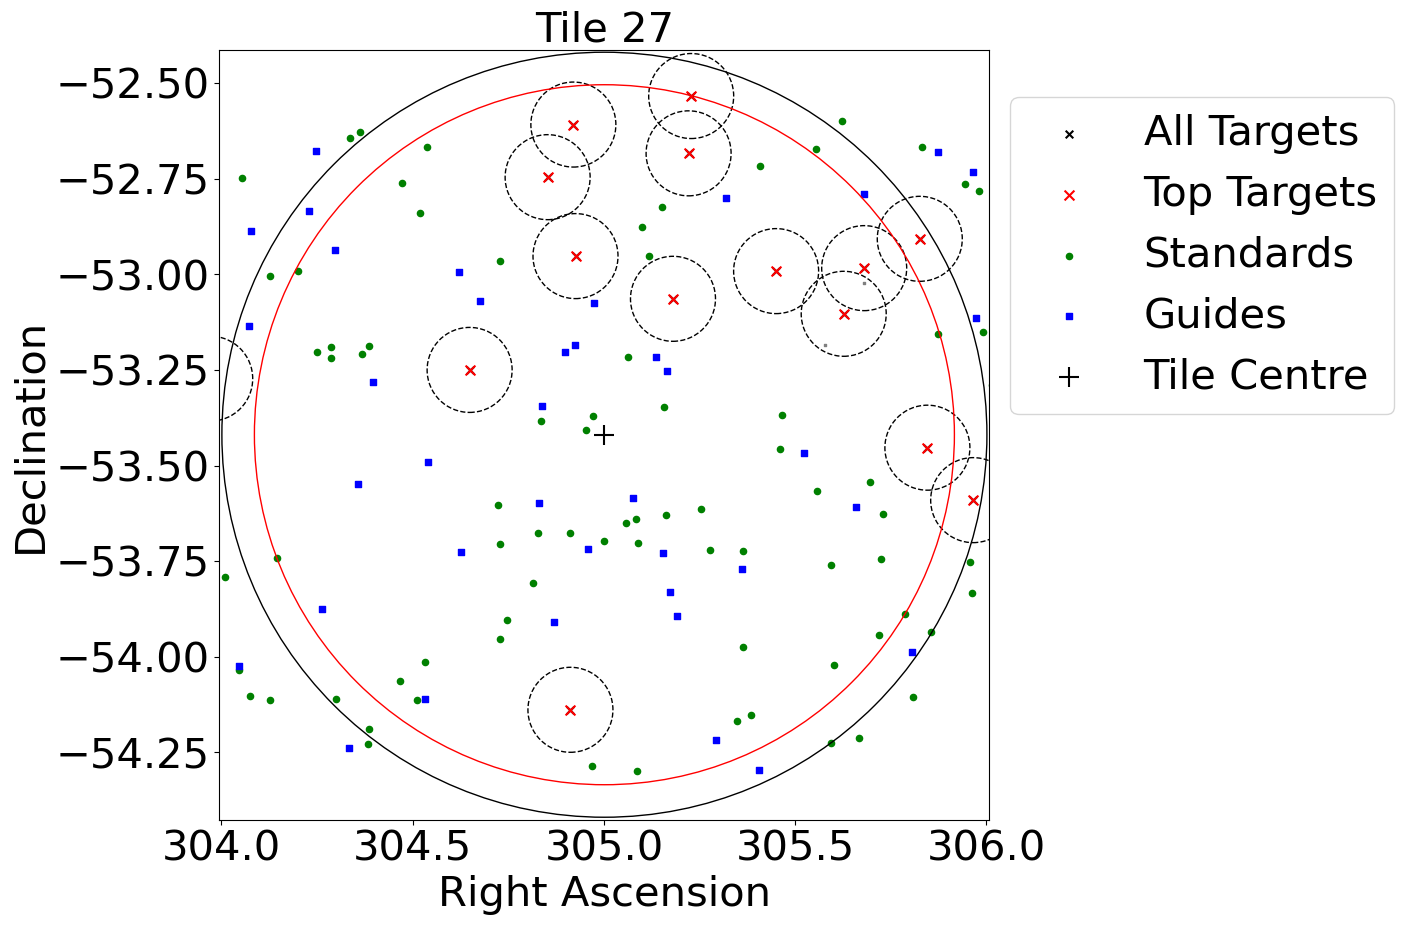 Tile 27
Declination
−52.50
−52.75
−53.00
−53.25
−53.50
−53.75
−54.00
−54.25
304.0 304.5 305.0 305.5 306.0
Right Ascension
All Targets
Top Targets
Standards
Guides
Tile Centre